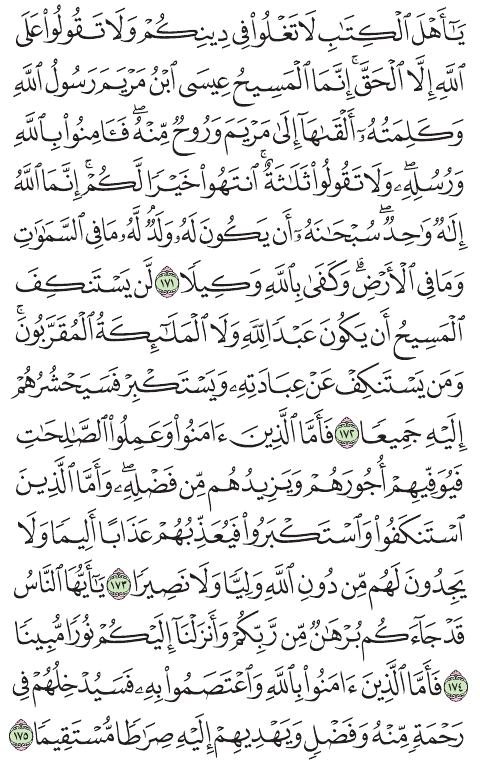 يَـٰٓأَهۡلَ ٱلۡكِتَـٰبِ لَا تَغۡلُواْ فِي دِينِكُمۡ وَلَا تَقُولُواْ عَلَى
ٱللَّهِ إِلَّا ٱلۡحَقَّۚ إِنَّمَا ٱلۡمَسِيحُ عِيسَى ٱبۡنُ مَرۡيَمَ رَسُولُ ٱللَّهِ
وَكَلِمَتُهُۥٓ أَلۡقَىٰهَآ إِلَىٰ مَرۡيَمَ وَرُوحٞ مِّنۡهُۖ فَـَٔامِنُواْ بِٱللَّهِ
وَرُسُلِهِۦۖ وَلَا تَقُولُواْ ثَلَـٰثَةٌۚ ٱنتَهُواْ خَيۡرٗا لَّكُمۡۚ إِنَّمَا ٱللَّهُ
إِلَـٰهٞ وَٰحِدٞۖ سُبۡحَـٰنَهُۥٓ أَن يَكُونَ لَهُۥ وَلَدٞۘ لَّهُۥ مَا فِي ٱلسَّمَـٰوَٰتِ
وَمَا فِي ٱلۡأَرۡضِۗ وَكَفَىٰ بِٱللَّهِ وَكِيلٗا ١٧١ لَّن يَسۡتَنكِفَ
ٱلۡمَسِيحُ أَن يَكُونَ عَبۡدٗا لِّلَّهِ وَلَا ٱلۡمَلَـٰٓئِكَةُ ٱلۡمُقَرَّبُونَۚ
وَمَن يَسۡتَنكِفۡ عَنۡ عِبَادَتِهِۦ وَيَسۡتَكۡبِرۡ فَسَيَحۡشُرُهُمۡ
إِلَيۡهِ جَمِيعٗا ١٧٢ فَأَمَّا ٱلَّذِينَ ءَامَنُواْ وَعَمِلُواْ ٱلصَّـٰلِحَـٰتِ
فَيُوَفِّيهِمۡ أُجُورَهُمۡ وَيَزِيدُهُم مِّن فَضۡلِهِۦۖ وَأَمَّا ٱلَّذِينَ
ٱسۡتَنكَفُواْ وَٱسۡتَكۡبَرُواْ فَيُعَذِّبُهُمۡ عَذَابًا أَلِيمٗا وَلَا
يَجِدُونَ لَهُم مِّن دُونِ ٱللَّهِ وَلِيّٗا وَلَا نَصِيرٗا ١٧٣ يَـٰٓأَيُّهَا ٱلنَّاسُ
قَدۡ جَآءَكُم بُرۡهَـٰنٞ مِّن رَّبِّكُمۡ وَأَنزَلۡنَآ إِلَيۡكُمۡ نُورٗا مُّبِينٗا
١٧٤ فَأَمَّا ٱلَّذِينَ ءَامَنُواْ بِٱللَّهِ وَٱعۡتَصَمُواْ بِهِۦ فَسَيُدۡخِلُهُمۡ فِي
رَحۡمَةٖ مِّنۡهُ وَفَضۡلٖ وَيَهۡدِيهِمۡ إِلَيۡهِ صِرَٰطٗا مُّسۡتَقِيمٗا ١٧٥